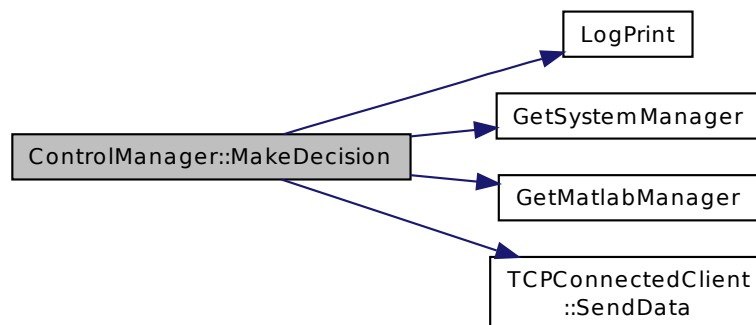 LogPrint
GetSystemManager
ControlManager::MakeDecision
GetMatlabManager
TCPConnectedClient
::SendData